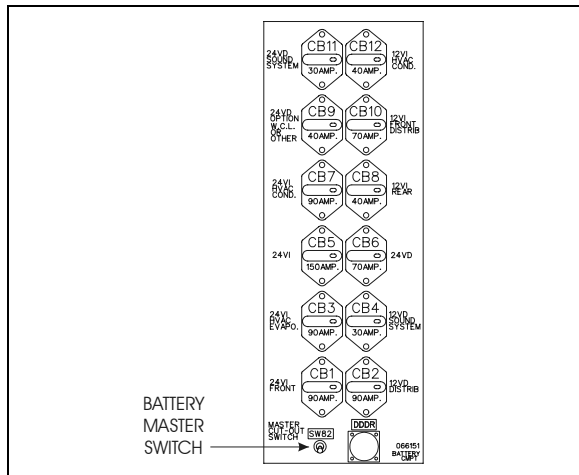 24VD
SOUND
SYSTEM
CB11
30AMP.
CB12
40AMP.
12VI
HVAC
COND.
24VD
OPTION
W.C.L.
OR
OTHER
CB9
40AMP.
CB10
70AMP.
12VI
FRONT
DISTRIB
24VI
HVAC
COND.
CB7
90AMP.
CB8
40AMP.
12VI
REAR
24VI
CB5
150AMP.
CB6
70AMP.
24VD
24VI
HVAC
EVAPO.
CB3
90AMP.
CB4
30AMP.
12VD
SOUND
SYSTEM
24VI
FRONT
CB1
90AMP.
CB2
90AMP.
12VD
DISTRIB
BATTERY
MASTER
SWITCH
MASTER
CUT-OUT
SWITCH
SW82
DDDR
066151
BATTERY
CMPT